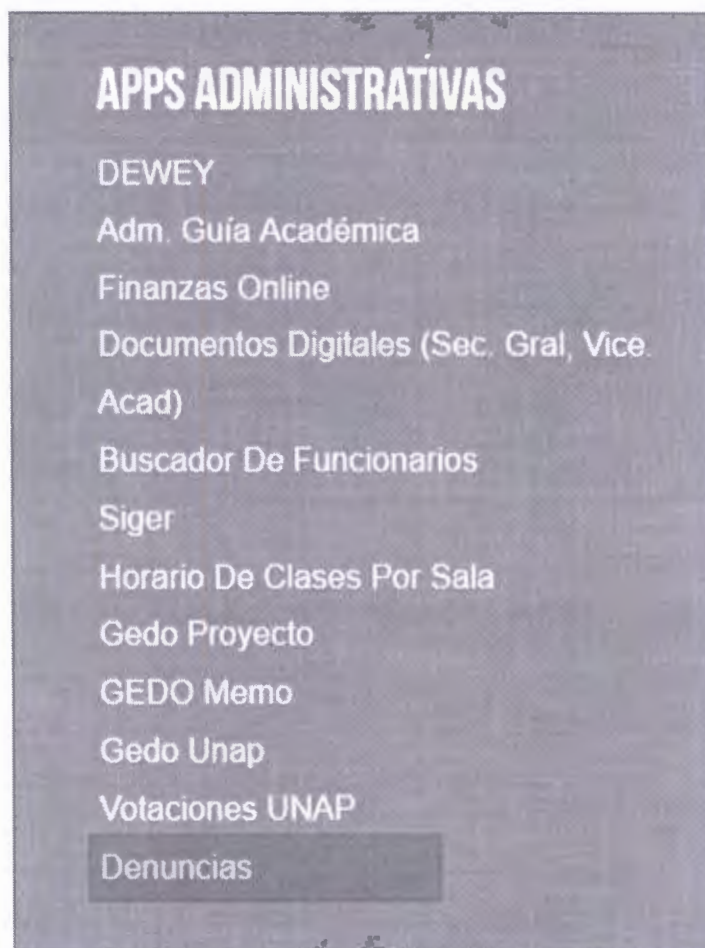 APPS ADMINISTRATIVAS
DEWEY
Adm. Guía Académica
Finanzas Online
Documentos Digitales (Sec. Gral, Vice.
Acad)
Buscador De Funcionarios
Siger
Horario De Clases Por Sala
Gedo Proyecto
GEDO Memo
Gedo Unap
Votaciones UNAP
Denuncias